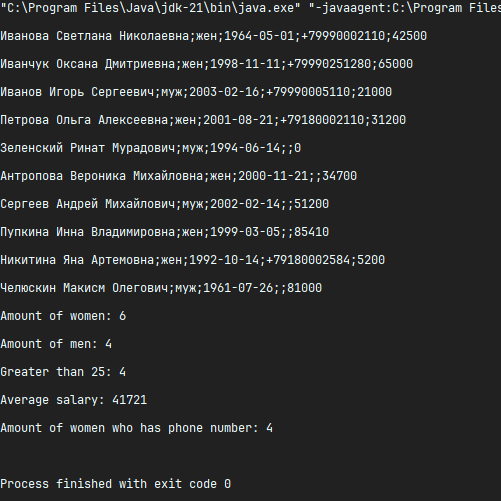 "C:\Program Files\Java\jdk-21\bin\java.exe" "-javaagent:C:\Program Files
Иванова Светлана Николаевна;жен;1964-05-01;+79990002110;42500
Иванчук Оксана Дмитриевна;жен;1998-11-11;+79990251280;65000
Иванов Игорь Сергеевич;муж;2003-02-16;+79990005110;21000
Петрова Ольга Алексеевна;жен;2001-08-21;+79180002110;31200
Зеленский Ринат Мурадович;муж;1994-06-14;;0
Антропова Вероника Михайловна;жен;2000-11-21;;34700
Сергеев Андрей Михайлович;муж;2002-02-14;;51200
Пупкина Инна Владимировна;жен;1999-03-05;;85410
Никитина Яна Артемовна;жен;1992-10-14;+79180002584;5200
Челюскин Макисм Олегович;муж;1961-07-26;;81000
Amount of women: 6
Amount of men: 4
Greater than 25: 4
Average salary: 41721
Amount of women who has phone number: 4
Process finished with exit code 0